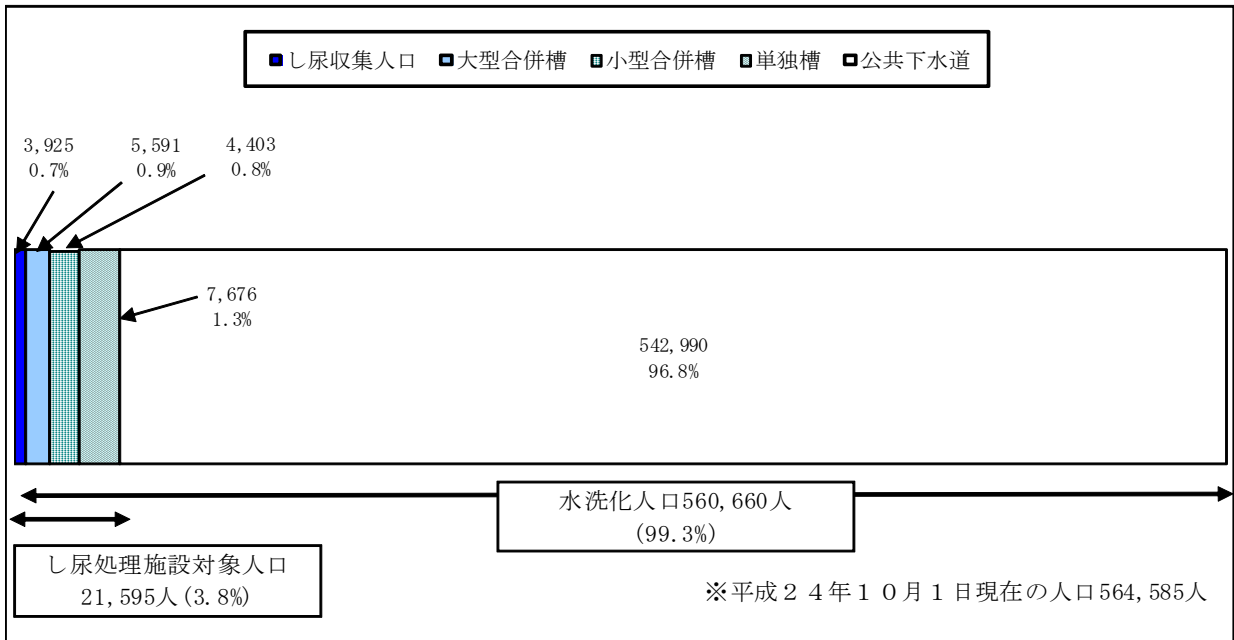 し尿収集人口 大型合併槽 小型合併槽 単独槽 公共下水道
3,925
0.7%
5,591
0.9%
4,403
0.8%
7,676
1.3%
542,990
96.8%
水洗化人口560,660人
(99.3%)
し尿処理施設対象人口
21,595人(3.8%)
※平成24年10月1日現在の人口564,585人